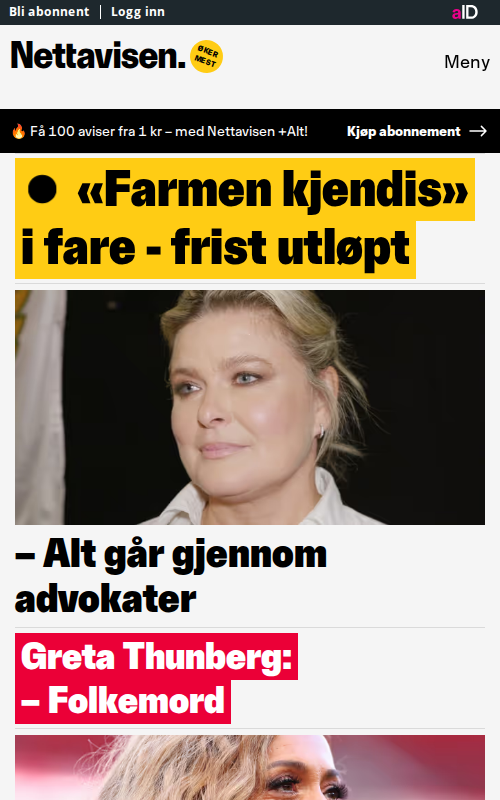 Bli abonnent | Logg inn
aID
Nettavisen.
ØKER
MEST
Meny
🔥 Få 100 aviser fra 1 kr – med Nettavisen +Alt!
Kjøp abonnement →
● «Farmen kjendis»
i fare - frist utløpt
– Alt går gjennom
advokater
Greta Thunberg:
– Folkemord